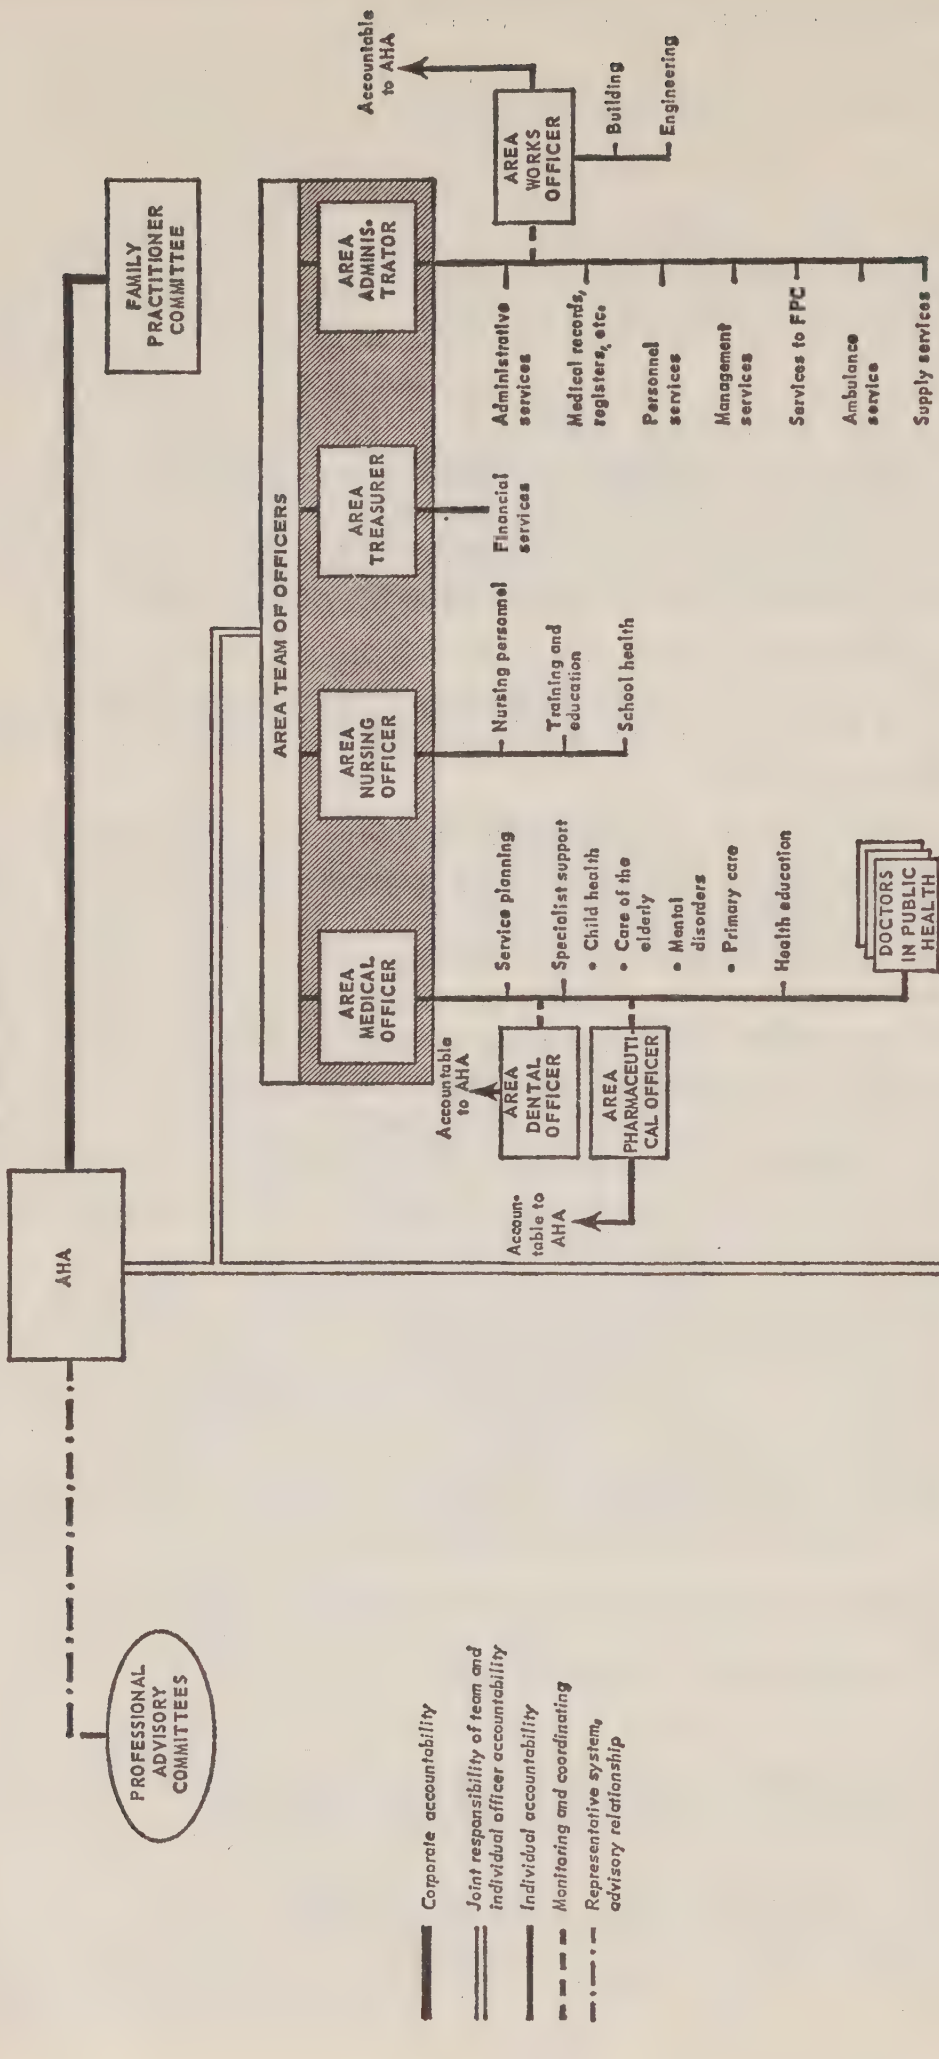 AHA
PROFESSIONAL
ADVISORY
COMMITTEES
FAMILY
PRACTITIONER
COMMITTEE
AREA TEAM OF OFFICERS
AREA
MEDICAL
OFFICER
AREA
NURSING
OFFICER
AREA
TREASURER
AREA
ADMINIS-
TRATOR
Accountable
to AHA
AREA
DENTAL
OFFICER
Accoun-
table to
AHA
AREA
PHARMACEUTI-
CAL OFFICER
Service planning
Specialist support
• Child health
• Care of the
elderly
• Mental
disorders
• Primary care
Health education
DOCTORS
IN PUBLIC
HEALTH
Nursing personnel
Training and
education
School health
Financial
services
Administrative
services
Medical records,
registers, etc.
Personnel
services
Management
services
Services to FPC
Ambulance
service
Supply services
Accountable
to AHA
AREA
WORKS
OFFICER
Building
Engineering
Corporate accountability
Joint responsibility of team and
individual officer accountability
Individual accountability
Monitoring and coordinating
Representative system,
advisory relationship